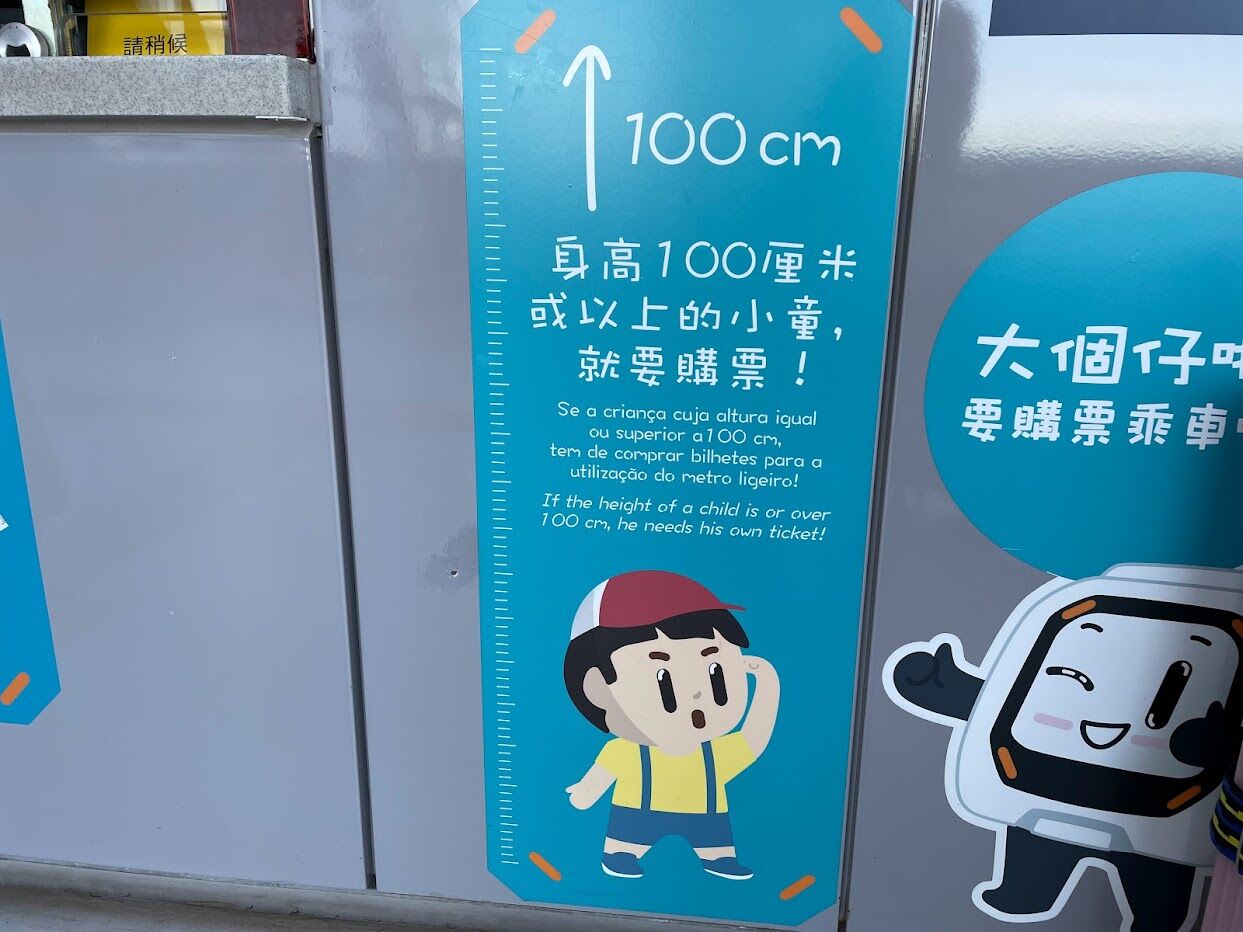 請稍候
100 cm
身高100厘米
或以上的小童，
就要購票！
Se a criança cuja altura igual
ou superior a 100 cm,
tem de comprar bilhetes para a
utilização do metro ligeiro!
If the height of a child is or over
100 cm, he needs his own ticket!
大個仔
要購票乘車